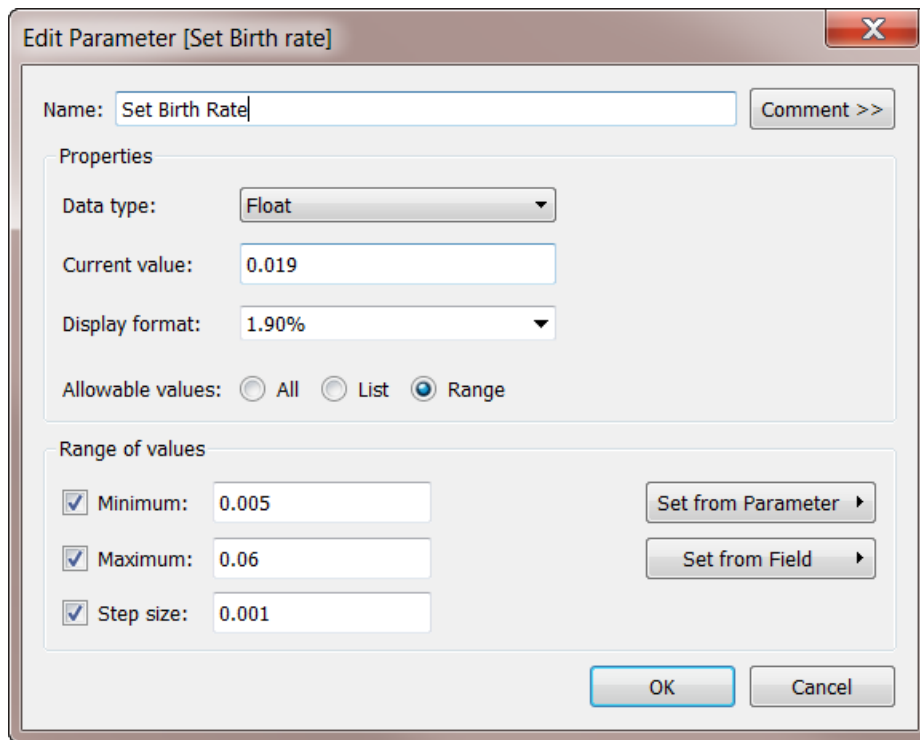 Edit Parameter [Set Birth rate]
X
Name: Set Birth Rate Comment >>
Properties
Data type: Float
Current value: 0.019
Display format: 1.90%
Allowable values: All List Range
Range of values
Minimum: 0.005 Set from Parameter
Maximum: 0.06 Set from Field
Step size: 0.001
OK Cancel